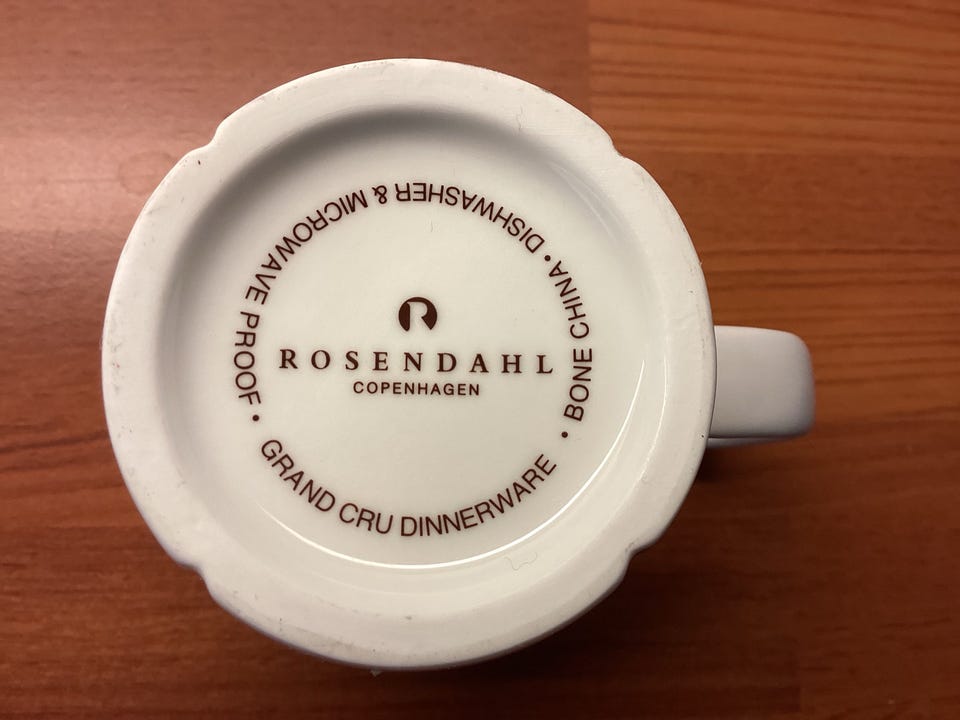 R
ROSENDAHL
COPENHAGEN
GRAND CRU DINNERWARE • BONE CHINA • DISHWASHER & MICROWAVE PROOF •